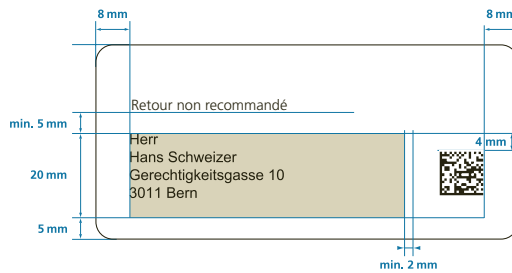 8 mm
8 mm
Retour non recommandé
min. 5 mm
Herr
4 mm
Hans Schweizer
20 mm
Gerechtigkeitsgasse 10
3011 Bern
5 mm
min. 2 mm